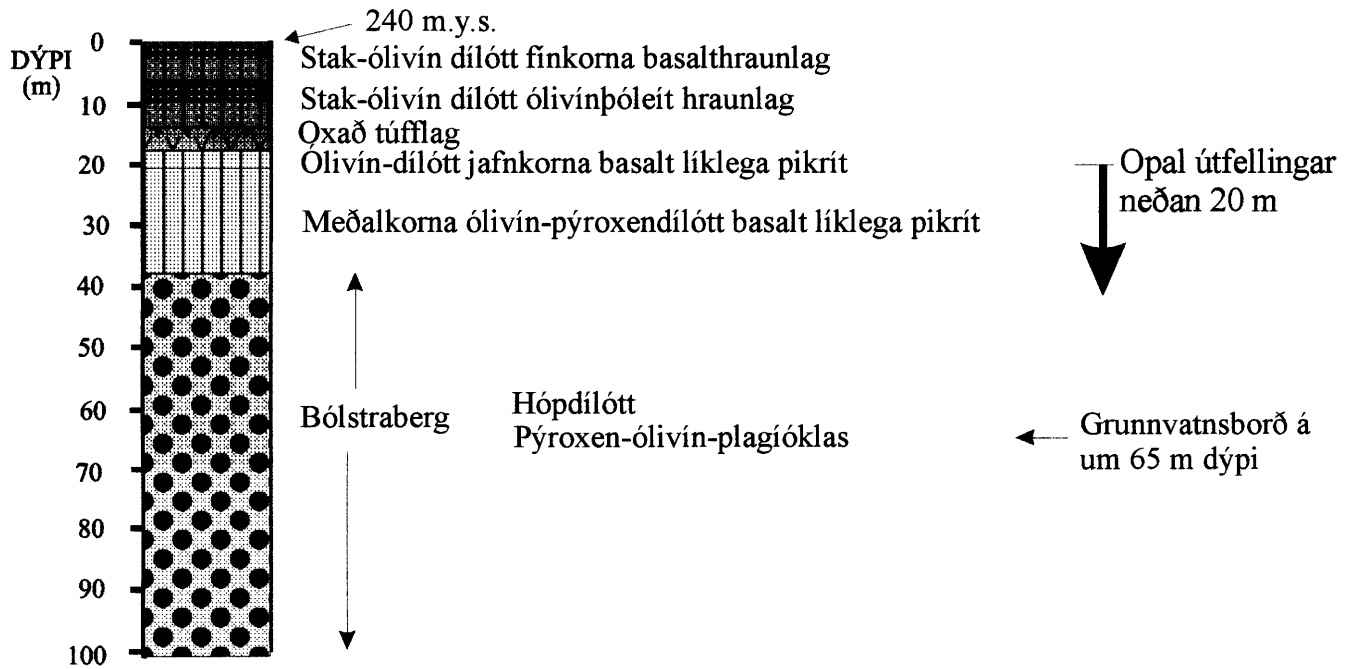 240 m.y.s.
DÝPI
(m)
0
10
20
30
40
50
60
70
80
90
100
Stak-ólivín dílótt fínkorna basalthraunlag
Stak-ólivín dílótt ólivínþóleít hraunlag
Oxað túfflag
Ólivín-dílótt jafnkorna basalt líklega pikrít
Meðalkorna ólivín-pýroxendílótt basalt líklega pikrít
Opal útfellingar
neðan 20 m
Bólstraberg
Hópdílótt
Pýroxen-ólivín-plagíóklas
Grunnvatnsborð á
um 65 m dýpi